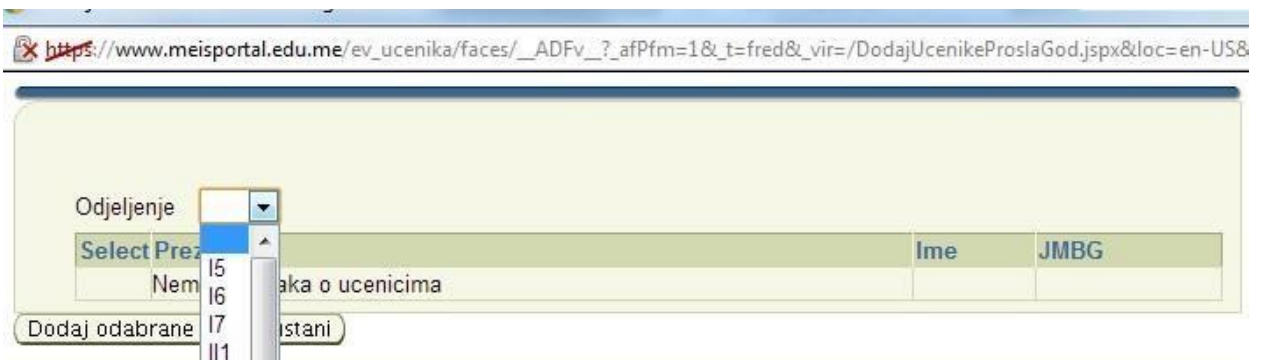 https://www.meisportal.edu.me/ev_ucenika/faces/__ADFv__?_afPfm=1&_t=fred&_vir=/DodajUcenikeProslaGod.jspx&loc=en-US&
Odjeljenje
Select Prez Ime JMBG
I5
Nem aka o ucenicima
I6
Dodaj odabrane I7 stani
II1